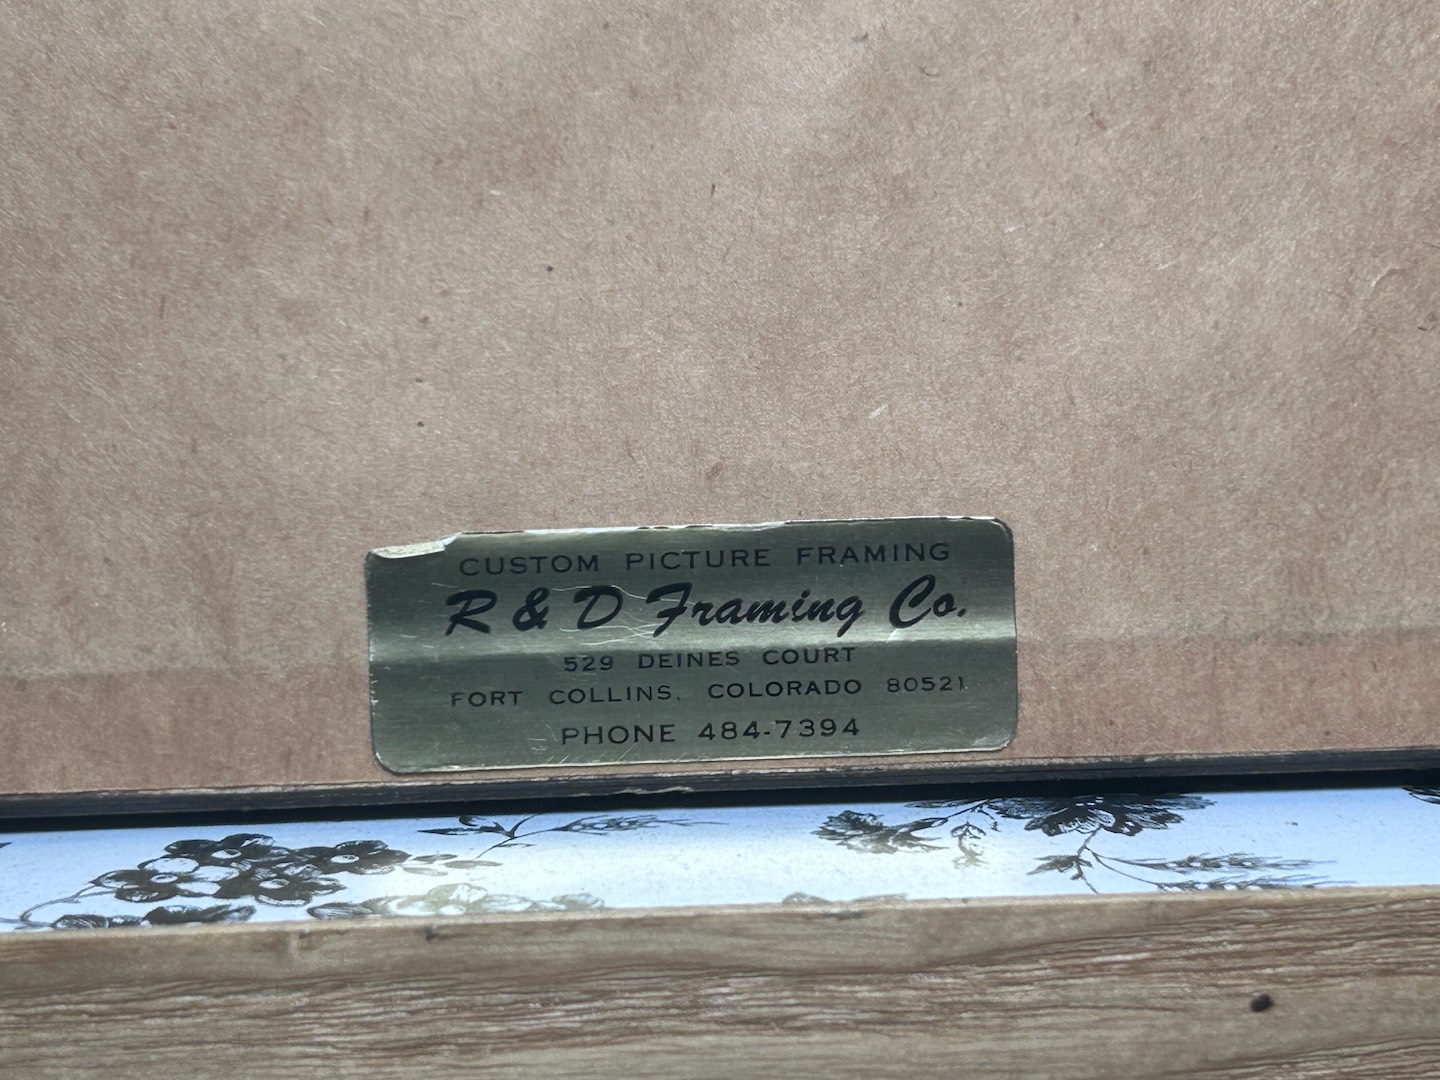 CUSTOM PICTURE FRAMING
R & D Framing Co.
529 DEINES COURT
FORT COLLINS, COLORADO 80521
PHONE 484-7394